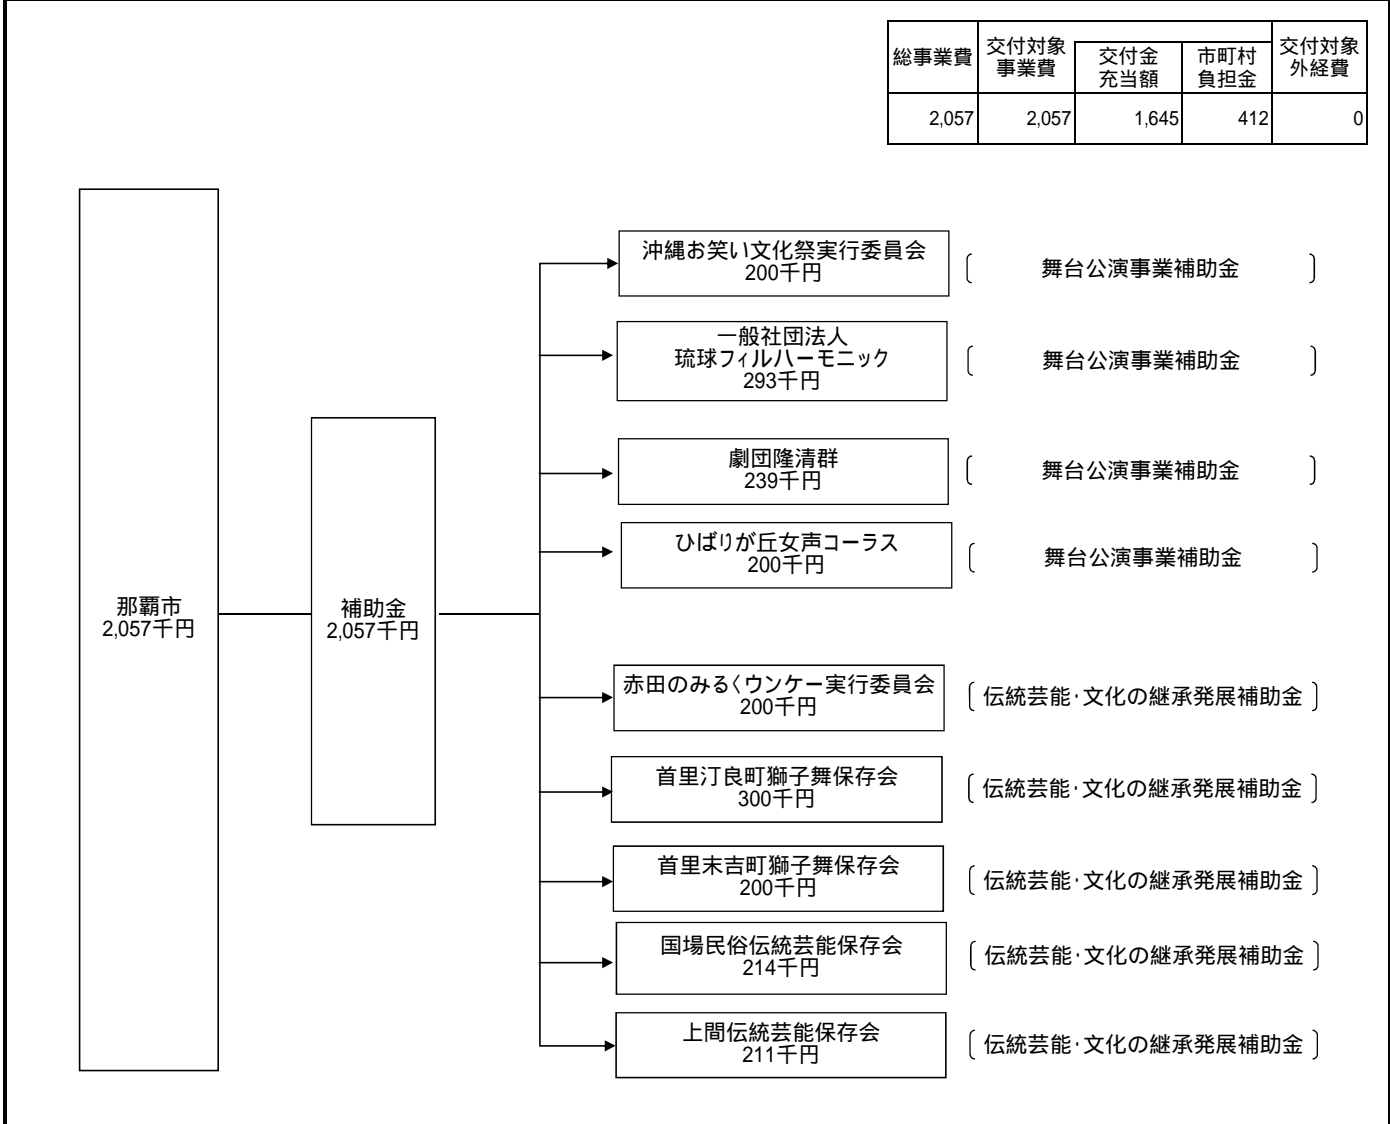 総事業費 交付対象事業費 交付金充当額 市町村負担金 交付対象外経費
2,057 2,057 1,645 412 0
沖縄お笑い文化祭実行委員会
200千円
〔 舞台公演事業補助金 〕
一般社団法人
琉球フィルハーモニック
293千円
〔 舞台公演事業補助金 〕
劇団隆清群
239千円
〔 舞台公演事業補助金 〕
ひばりが丘女声コーラス
200千円
〔 舞台公演事業補助金 〕
那覇市
2,057千円
補助金
2,057千円
赤田のみるくウンケー実行委員会
200千円
〔 伝統芸能・文化の継承発展補助金 〕
首里汀良町獅子舞保存会
300千円
〔 伝統芸能・文化の継承発展補助金 〕
首里末吉町獅子舞保存会
200千円
〔 伝統芸能・文化の継承発展補助金 〕
国場民俗伝統芸能保存会
214千円
〔 伝統芸能・文化の継承発展補助金 〕
上間伝統芸能保存会
211千円
〔 伝統芸能・文化の継承発展補助金 〕